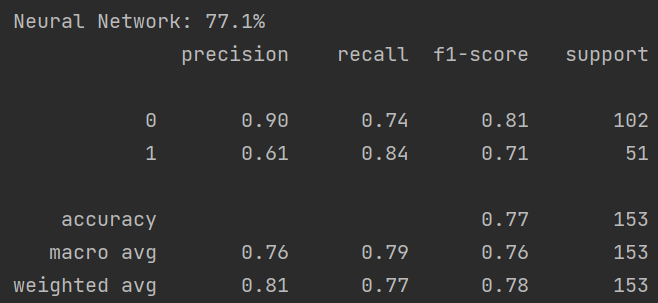 Neural Network: 77.1%
precision recall f1-score support
0 0.90 0.74 0.81 102
1 0.61 0.84 0.71 51
accuracy 0.77 153
macro avg 0.76 0.79 0.76 153
weighted avg 0.81 0.77 0.78 153